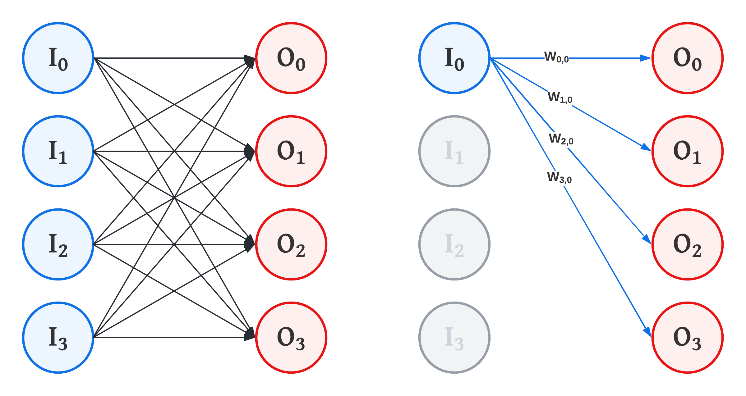 I0 O0 I0 W0,0 O0
I1 O1 I1 W1,0 O1
I2 O2 I2 W2,0 O2
I3 O3 I3 W3,0 O3